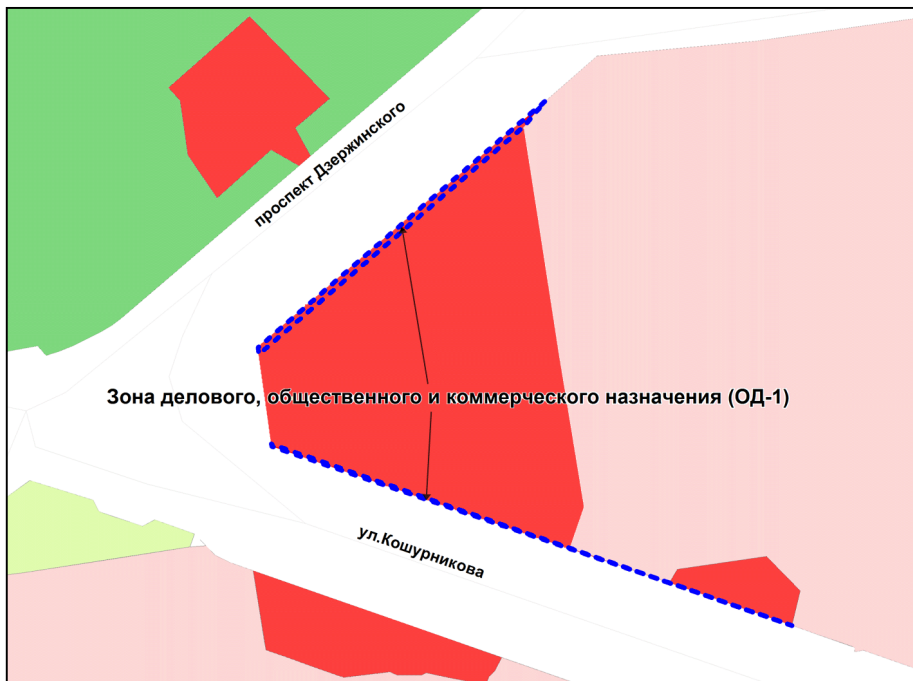 проспект Дзержинского
Зона делового, общественного и коммерческого назначения (ОД-1)
ул.Кошурникова